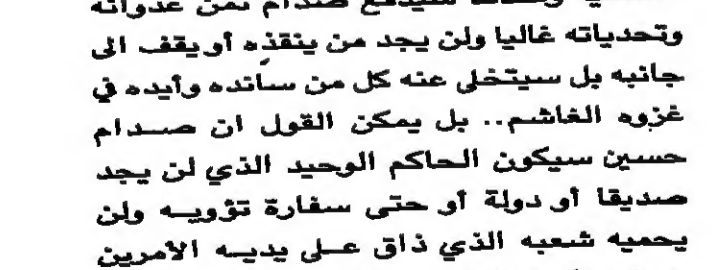 سيدفع صدام ثمن عدوانه
وتحدياته غاليا ولن يجد من ينقذه أو يقف الى
جانبه بل سيتخلى عنه كل من سانده وأيده في
غزوه الغاشم.. بل يمكن القول ان صدام
حسين سيكون الحاكم الوحيد الذي لن يجد
صديقا أو دولة أو حتى سفارة تؤويه ولن
يحميه شعبه الذي ذاق على يديه الأمرين